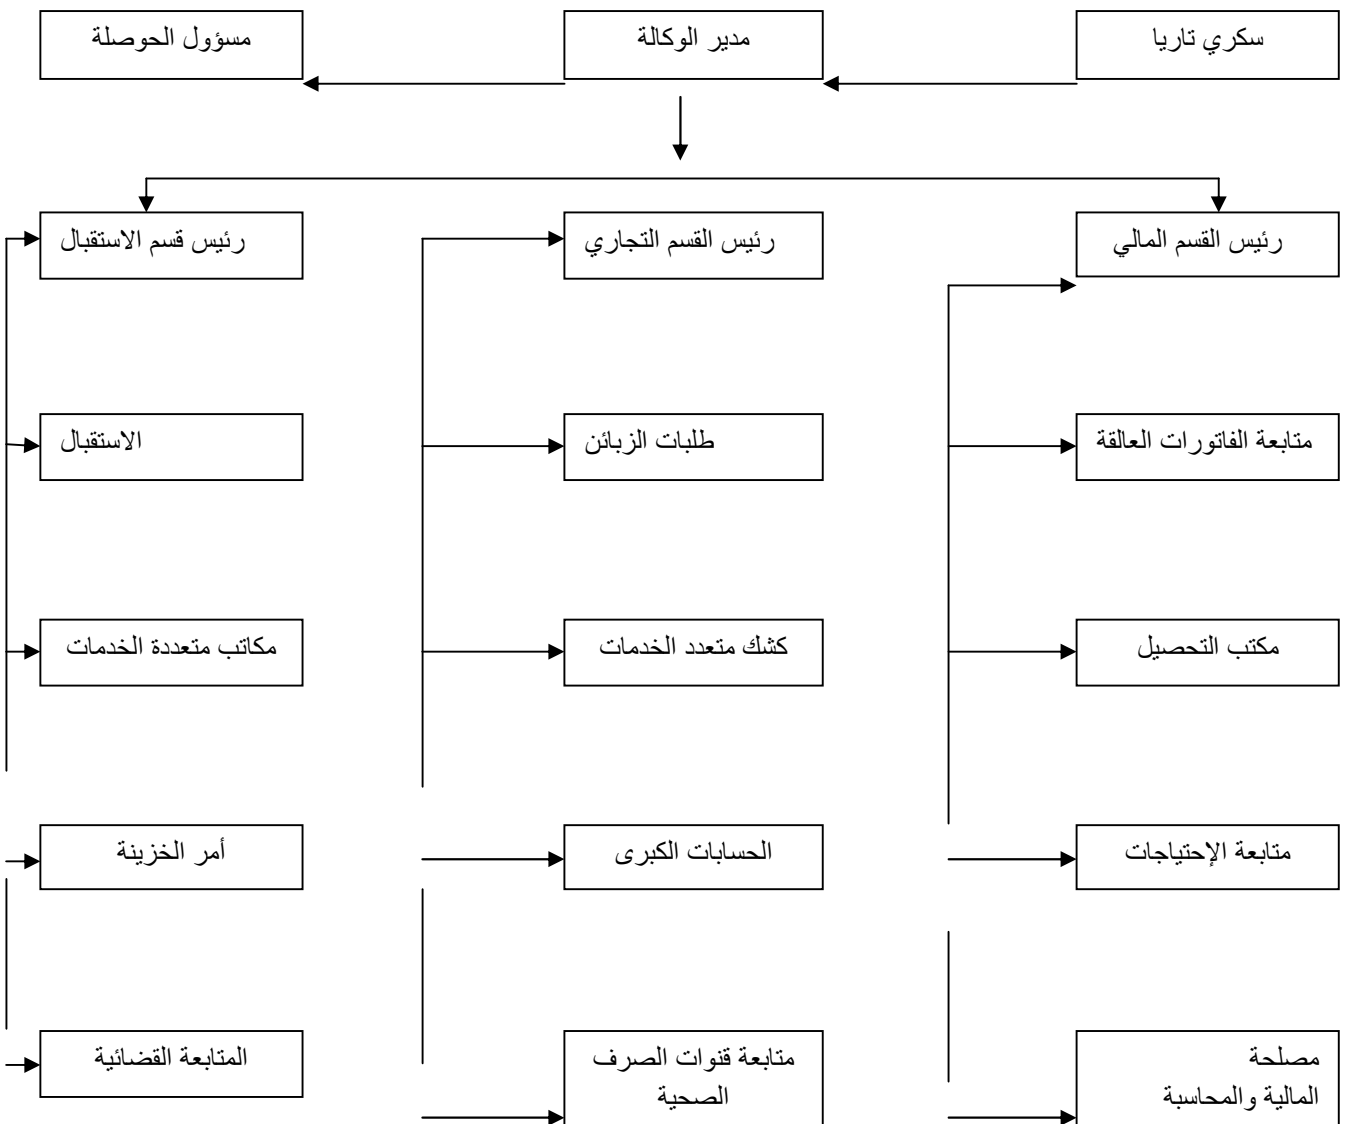 سكري تاريا
مدير الوكالة
مسؤول الحوصلة
رئيس القسم المالي
رئيس القسم التجاري
رئيس قسم الاستقبال
متابعة الفاتورات العالقة
طلبات الزبائن
الاستقبال
مكتب التحصيل
كشك متعدد الخدمات
مكاتب متعددة الخدمات
متابعة الإحتياجات
الحسابات الكبرى
أمر الخزينة
مصلحة
المالية والمحاسبة
متابعة قنوات الصرف
الصحية
المتابعة القضائية